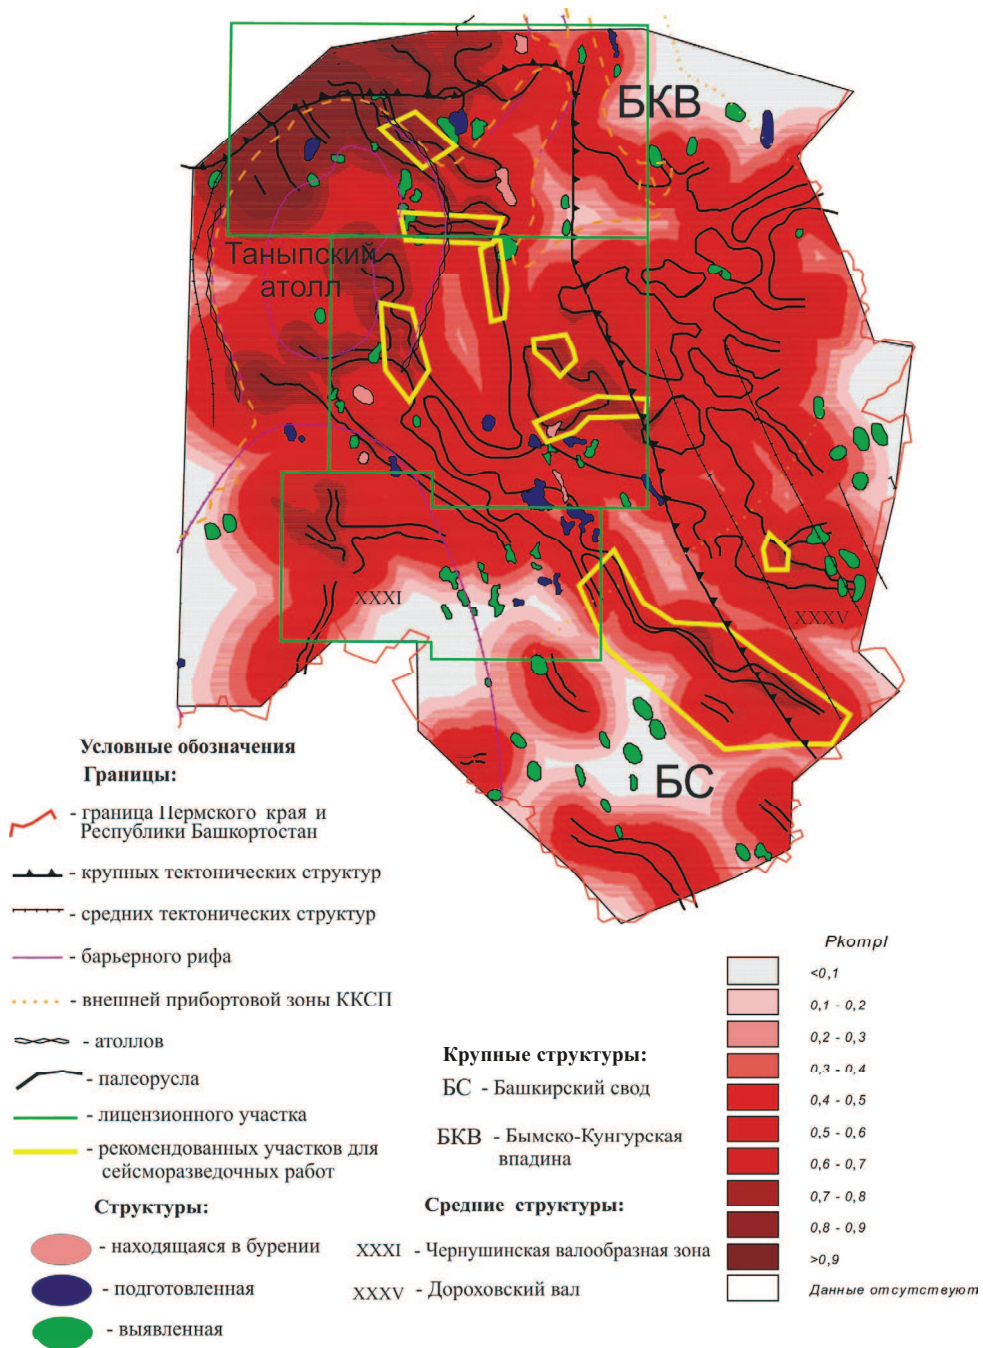 БКВ
Таныпский
атолл
XXXI
XXXV
БС
Условные обозначения
Границы:
- граница Пермского края и
Республики Башкортостан
- крупных тектонических структур
- средних тектонических структур
- барьерного рифа
- внешней прибортовой зоны ККСП
- атоллов
- палеорусла
- лицензионного участка
- рекомендованных участков для
сейсморазведочных работ
Структуры:
- находящаяся в бурении
- подготовленная
- выявленная
Крупные структуры:
БС - Башкирский свод
БКВ - Бымско-Кунгурская
впадина
Средние структуры:
XXXI - Чернушинская валообразная зона
XXXV - Дороховский вал
Pkompl
<0,1
0,1 - 0,2
0,2 - 0,3
0,3 - 0,4
0,4 - 0,5
0,5 - 0,6
0,6 - 0,7
0,7 - 0,8
0,8 - 0,9
>0,9
Данные отсутствуют